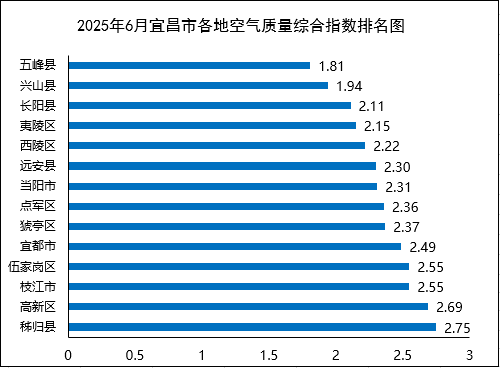 2025年6月宜昌市各地空气质量综合指数排名图
五峰县 1.81
兴山县 1.94
长阳县 2.11
夷陵区 2.15
西陵区 2.22
远安县 2.30
当阳市 2.31
点军区 2.36
猇亭区 2.37
宜都市 2.49
伍家岗区 2.55
枝江市 2.55
高新区 2.69
秭归县 2.75
0 0.5 1 1.5 2 2.5 3